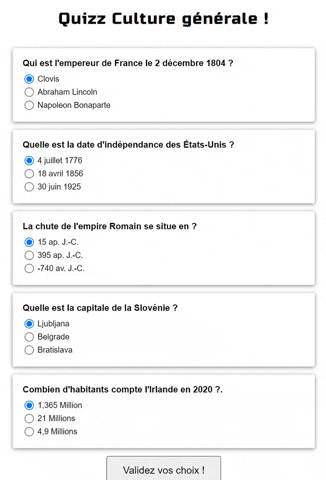 Quizz Culture générale !
Qui est l'empereur de France le 2 décembre 1804 ?
Clovis
Abraham Lincoln
Napoleon Bonaparte
Quelle est la date d'indépendance des États-Unis ?
4 juillet 1776
18 avril 1856
30 juin 1925
La chute de l'empire Romain se situe en ?
15 ap. J.-C.
395 ap. J.-C.
-740 av. J.-C.
Quelle est la capitale de la Slovénie ?
Ljubljana
Belgrade
Bratislava
Combien d'habitants compte l'Irlande en 2020 ?.
1,365 Million
21 Millions
4,9 Millions
Validez vos choix !